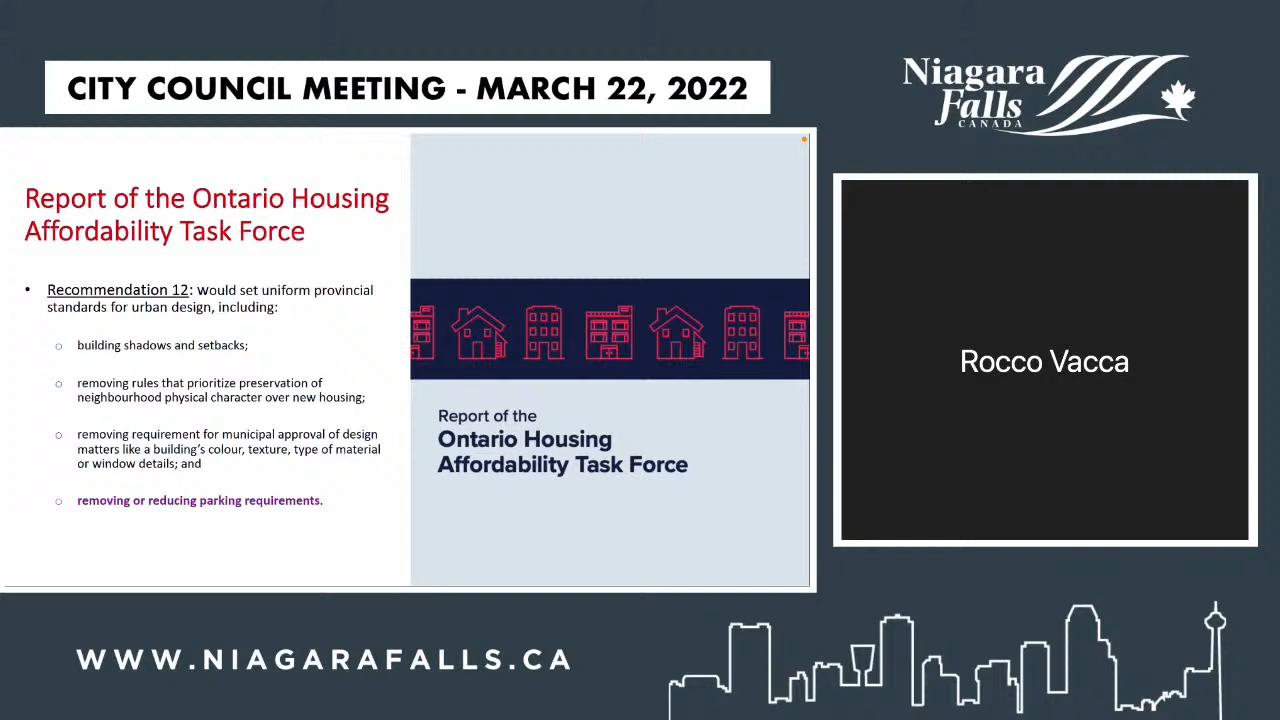 CITY COUNCIL MEETING - MARCH 22, 2022
Niagara
Falls
CANADA
Report of the Ontario Housing
Affordability Task Force
• Recommendation 12: would set uniform provincial
standards for urban design, including:
○ building shadows and setbacks;
○ removing rules that prioritize preservation of
neighbourhood physical character over new housing;
○ removing requirement for municipal approval of design
matters like a building's colour, texture, type of material
or window details; and
○ removing or reducing parking requirements.
Report of the
Ontario Housing
Affordability Task Force
Rocco Vacca
WWW.NIAGARAFALLS.CA